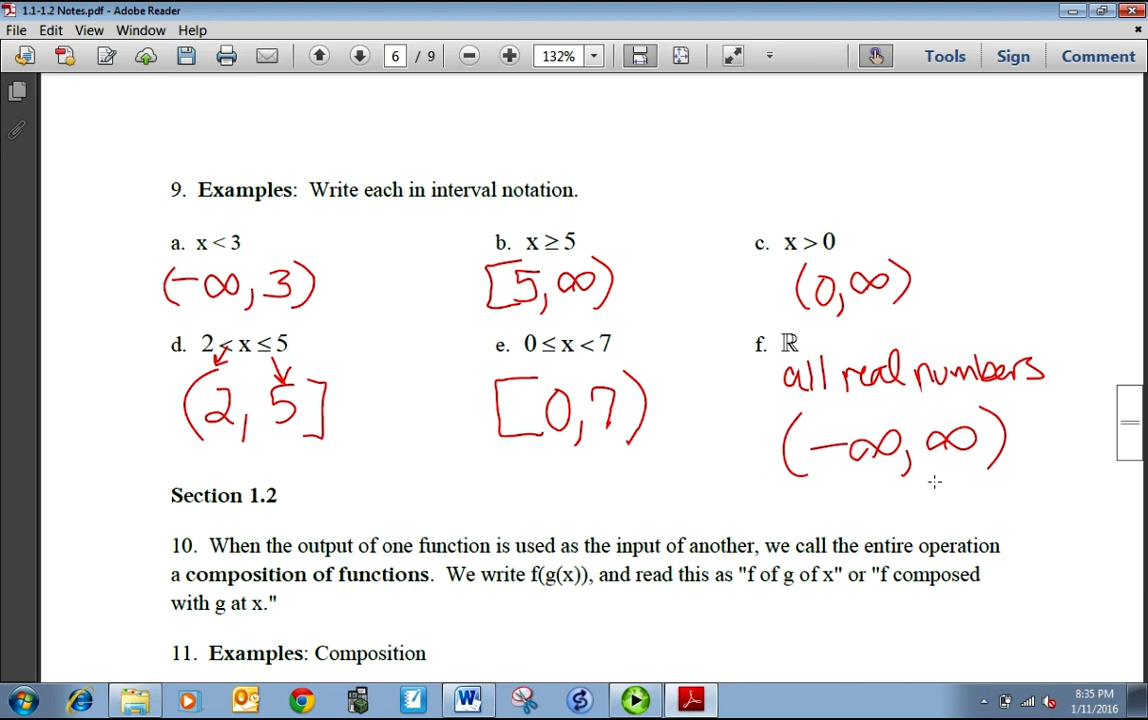 1.1-1.2 Notes.pdf - Adobe Reader
File Edit View Window Help
6 / 9 132% Tools Sign Comment
9. Examples: Write each in interval notation.
a. x < 3 b. x ≥ 5 c. x > 0
(-∞, 3) [5, ∞) (0, ∞)
d. 2 < x ≤ 5 e. 0 ≤ x < 7 f. ℝ
all real numbers
(2, 5] [0, 7) (-∞, ∞)
Section 1.2
10. When the output of one function is used as the input of another, we call the entire operation
a composition of functions. We write f(g(x)), and read this as "f of g of x" or "f composed
with g at x."
11. Examples: Composition
8:35 PM
1/11/2016